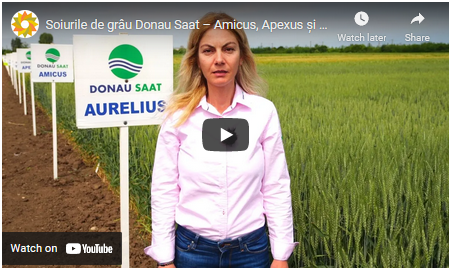 Soiurile de grâu Donau Saat – Amicus, Apexus și ...
Watch later
Share
DONAU SAAT
AMICUS
DONAU SAAT
AURELIUS
Watch on YouTube